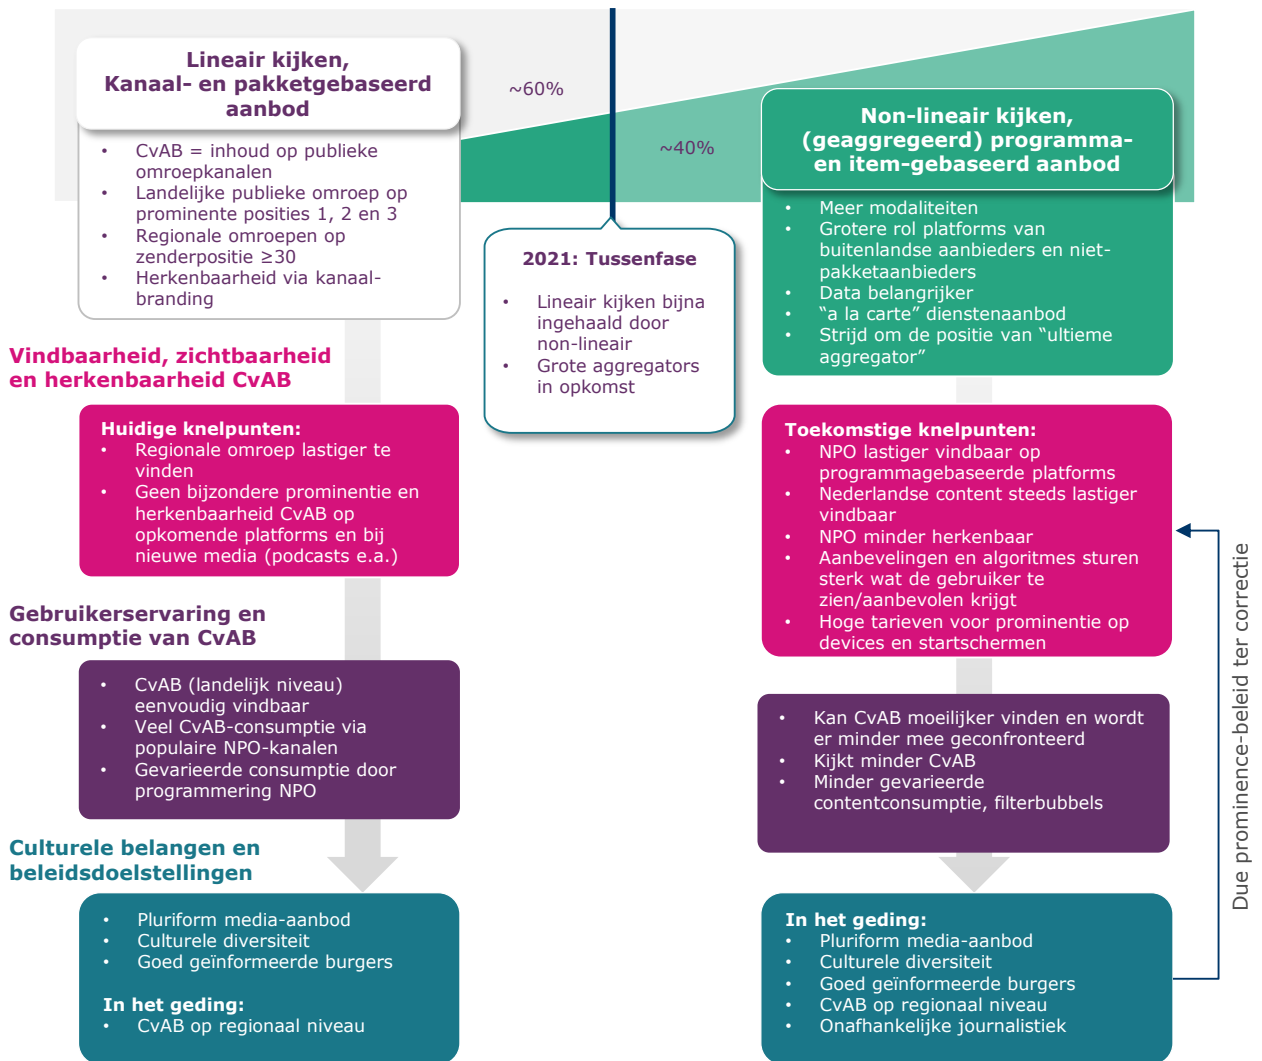 Lineair kijken,
Kanaal- en pakketgebaseerd
aanbod
• CvAB = inhoud op publieke
omroepkanalen
• Landelijke publieke omroep op
prominente posities 1, 2 en 3
• Regionale omroepen op
zenderpositie ≥30
• Herkenbaarheid via kanaal-
branding
~60%
~40%
2021: Tussenfase
• Lineair kijken bijna
ingehaald door
non-lineair
• Grote aggregators
in opkomst
Non-lineair kijken,
(geaggregeerd) programma-
en item-gebaseerd aanbod
• Meer modaliteiten
• Grotere rol platforms van
buitenlandse aanbieders en niet-
pakketaanbieders
• Data belangrijker
• “a la carte” dienstenaanbod
• Strijd om de positie van “ultieme
aggregator”
Vindbaarheid, zichtbaarheid
en herkenbaarheid CvAB
Huidige knelpunten:
• Regionale omroep lastiger te
vinden
• Geen bijzondere prominentie en
herkenbaarheid CvAB op
opkomende platforms en bij
nieuwe media (podcasts e.a.)
Toekomstige knelpunten:
• NPO lastiger vindbaar op
programmagebaseerde platforms
• Nederlandse content steeds lastiger
vindbaar
• NPO minder herkenbaar
• Aanbevelingen en algoritmes sturen
sterk wat de gebruiker te
zien/aanbevolen krijgt
• Hoge tarieven voor prominentie op
devices en startschermen
Gebruikerservaring en
consumptie van CvAB
• CvAB (landelijk niveau)
eenvoudig vindbaar
• Veel CvAB-consumptie via
populaire NPO-kanalen
• Gevarieerde consumptie door
programmering NPO
• Kan CvAB moeilijker vinden en wordt
er minder mee geconfronteerd
• Kijkt minder CvAB
• Minder gevarieerde
contentconsumptie, filterbubbels
Culturele belangen en
beleidsdoelstellingen
• Pluriform media-aanbod
• Culturele diversiteit
• Goed geïnformeerde burgers
In het geding:
• CvAB op regionaal niveau
In het geding:
• Pluriform media-aanbod
• Culturele diversiteit
• Goed geïnformeerde burgers
• CvAB op regionaal niveau
• Onafhankelijke journalistiek
Due prominence-beleid ter correctie